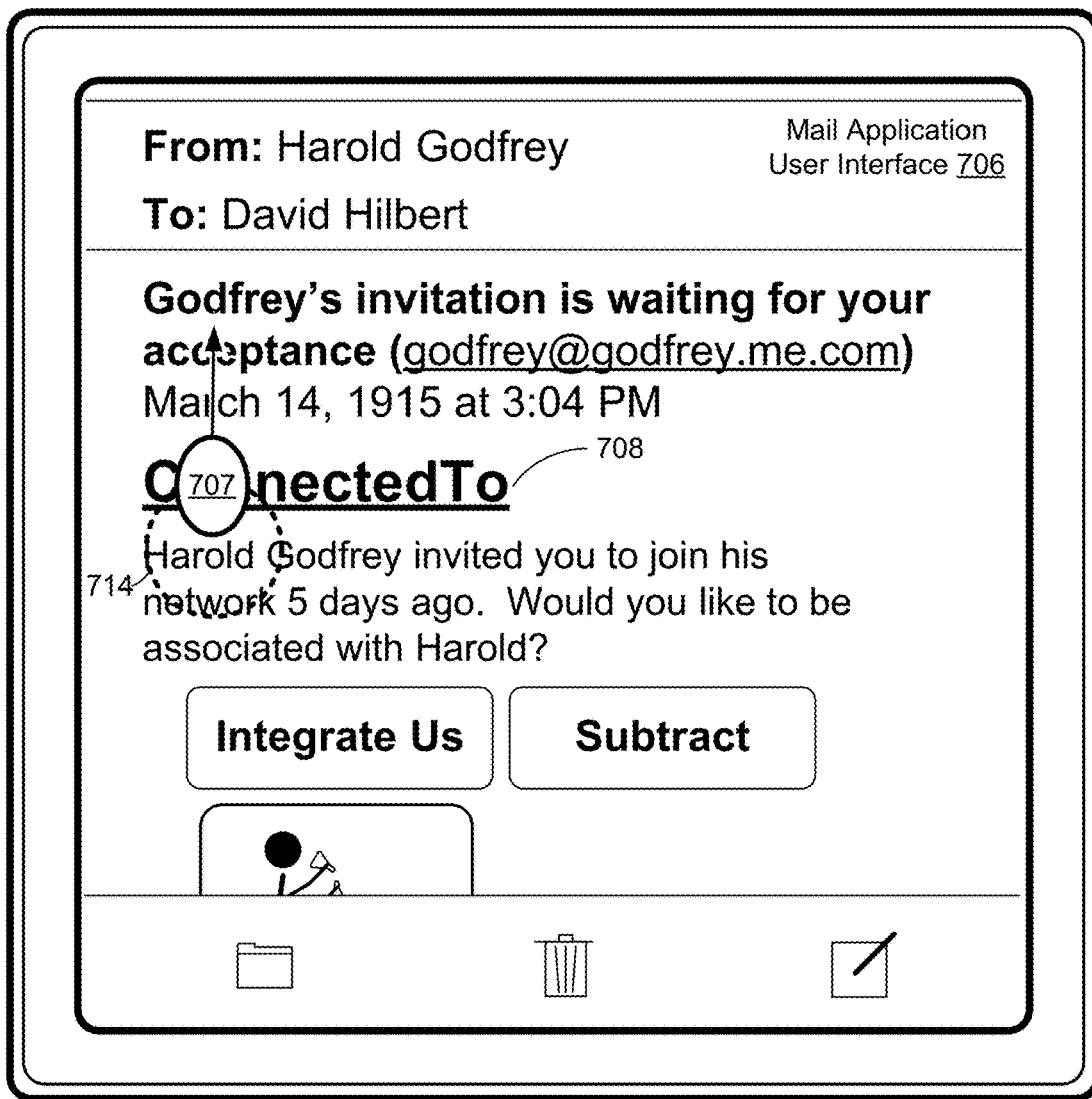 From: Harold Godfrey
Mail Application
User Interface 706
To: David Hilbert
Godfrey's invitation is waiting for your
acceptance (godfrey@godfrey.me.com)
March 14, 1915 at 3:04 PM
C nectedTo
707
708
Harold Godfrey invited you to join his
714
network 5 days ago. Would you like to be
associated with Harold?
Integrate Us
Subtract